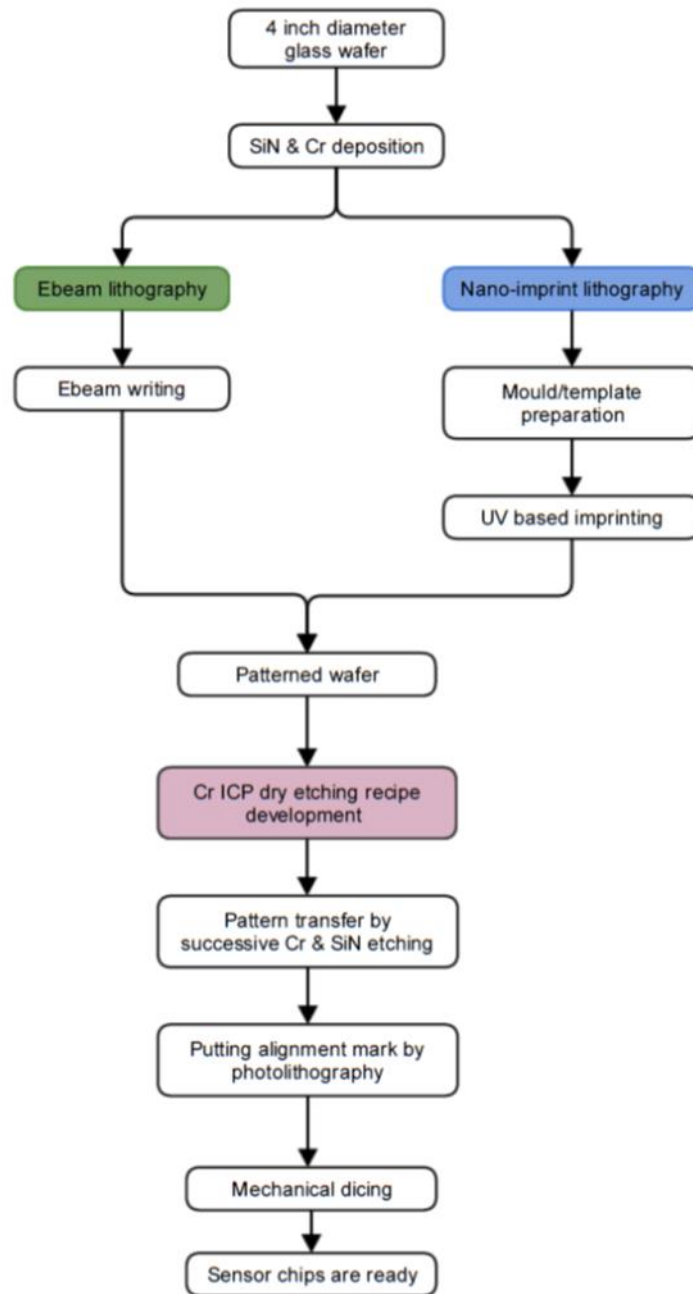 4 inch diameter
glass wafer
SiN & Cr deposition
Ebeam lithography
Nano-imprint lithography
Ebeam writing
Mould/template
preparation
UV based imprinting
Patterned wafer
Cr ICP dry etching recipe
development
Pattern transfer by
successive Cr & SiN etching
Putting alignment mark by
photolithography
Mechanical dicing
Sensor chips are ready